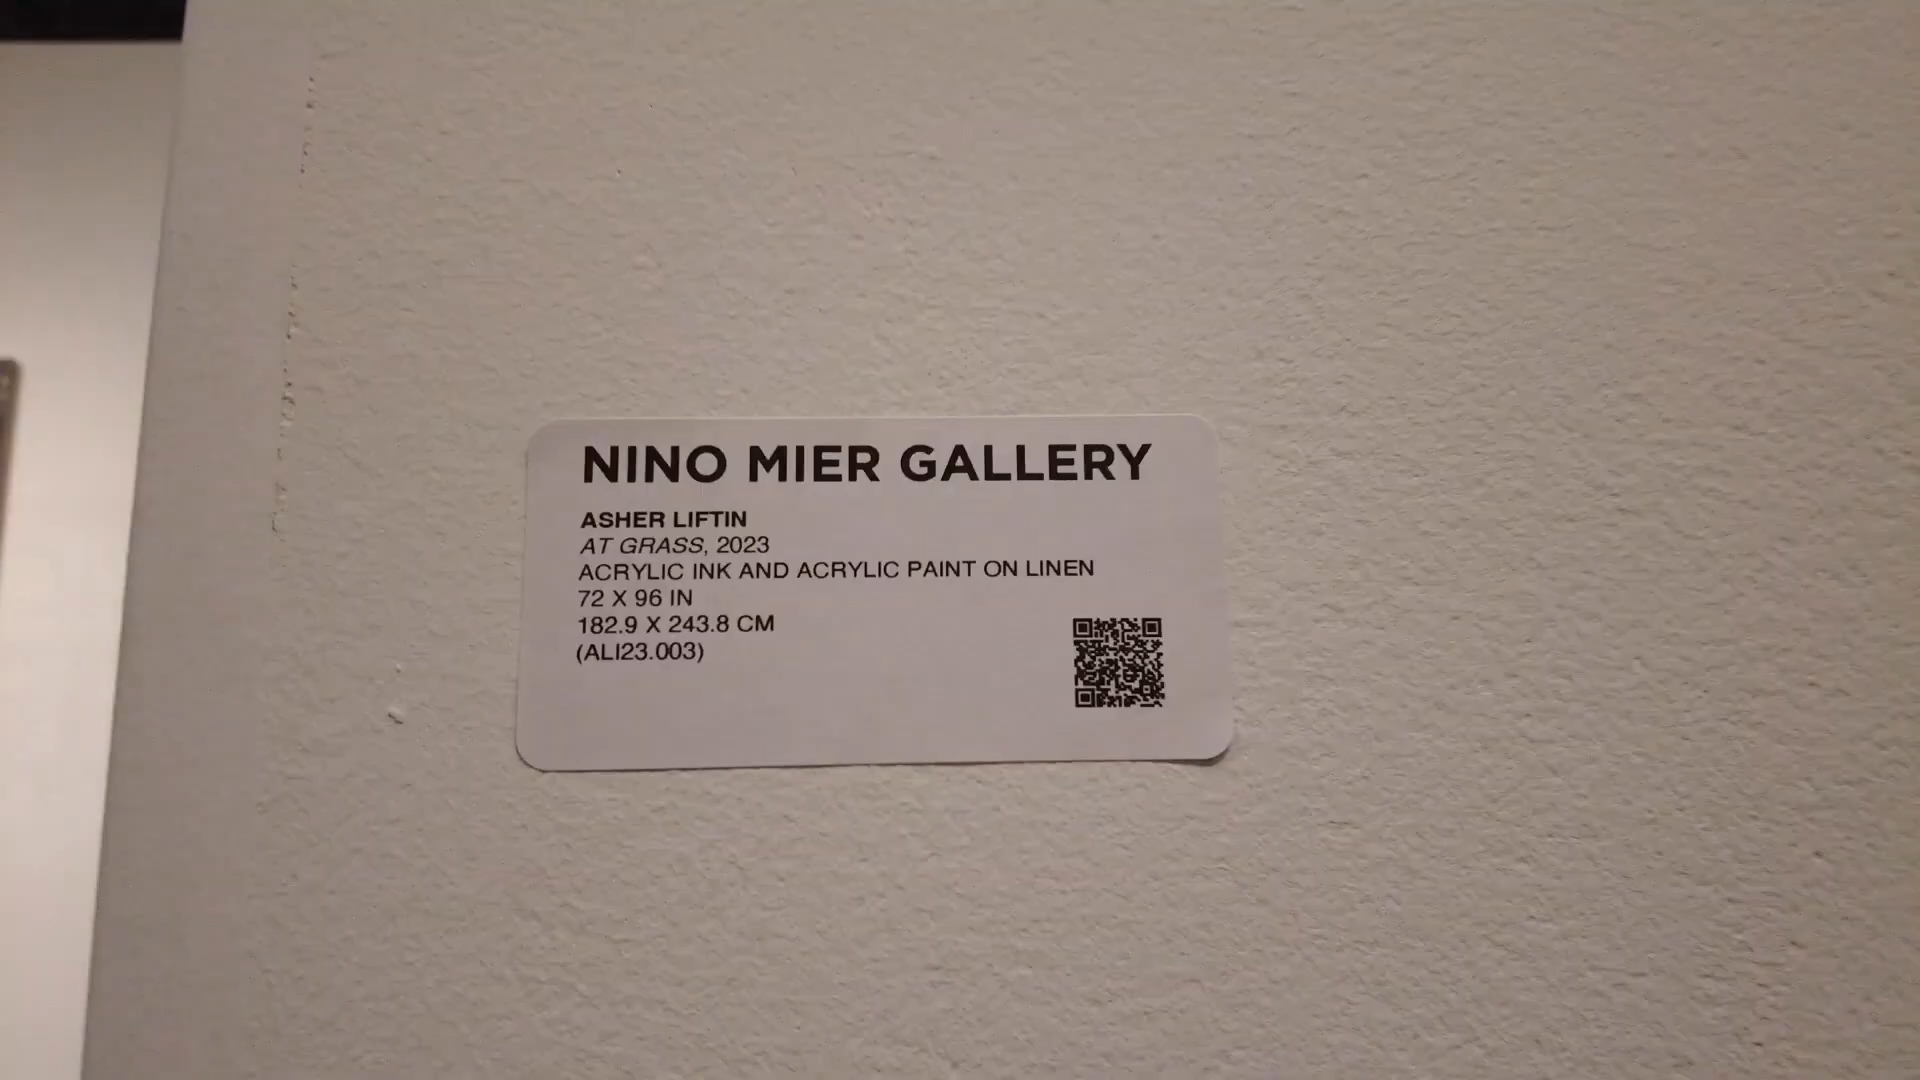 NINO MIER GALLERY
ASHER LIFTIN
AT GRASS, 2023
ACRYLIC INK AND ACRYLIC PAINT ON LINEN
72 X 96 IN
182.9 X 243.8 CM
(ALI23.003)